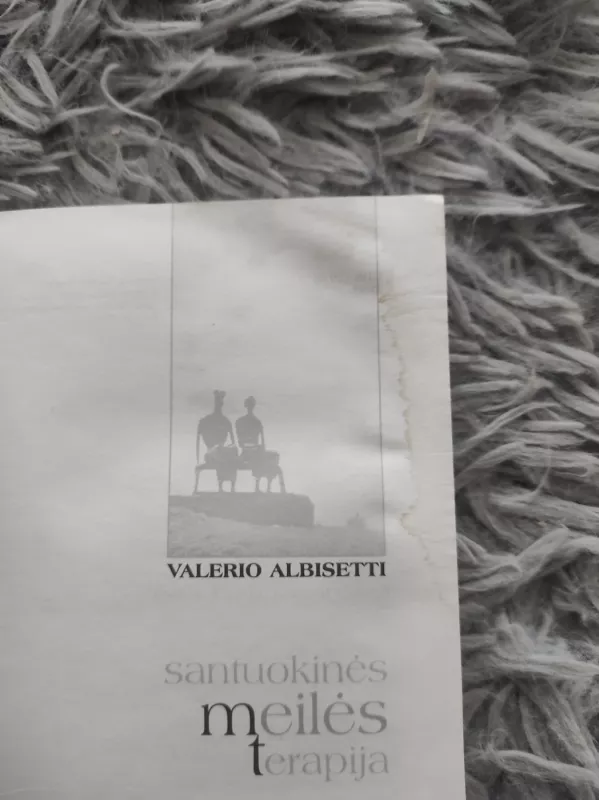 VALERIO ALBISETTI
santuokinės
meilės
terapija